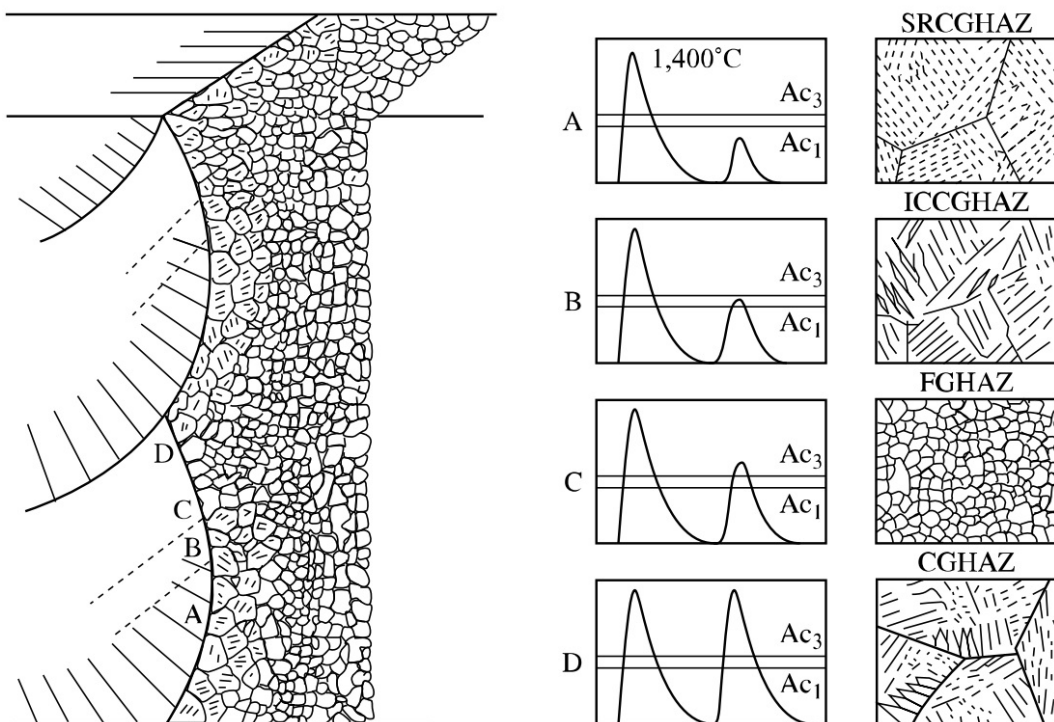 D
C
B
A
A
1,400°C
Ac3
Ac1
SRCGHAZ
B
Ac3
Ac1
ICCGHAZ
C
Ac3
Ac1
FGHAZ
D
Ac3
Ac1
CGHAZ